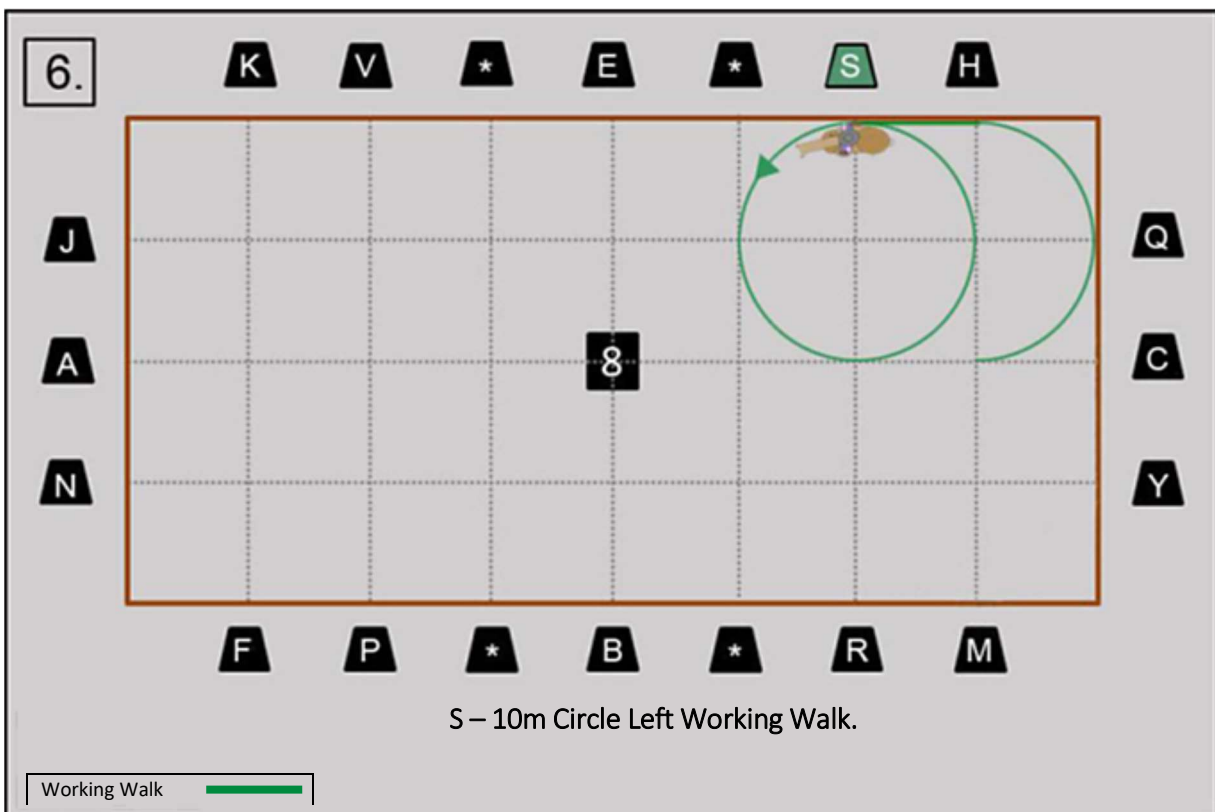 6.
K V * E * S H
J Q
A 8 C
N Y
F P * B * R M
S – 10m Circle Left Working Walk.
Working Walk